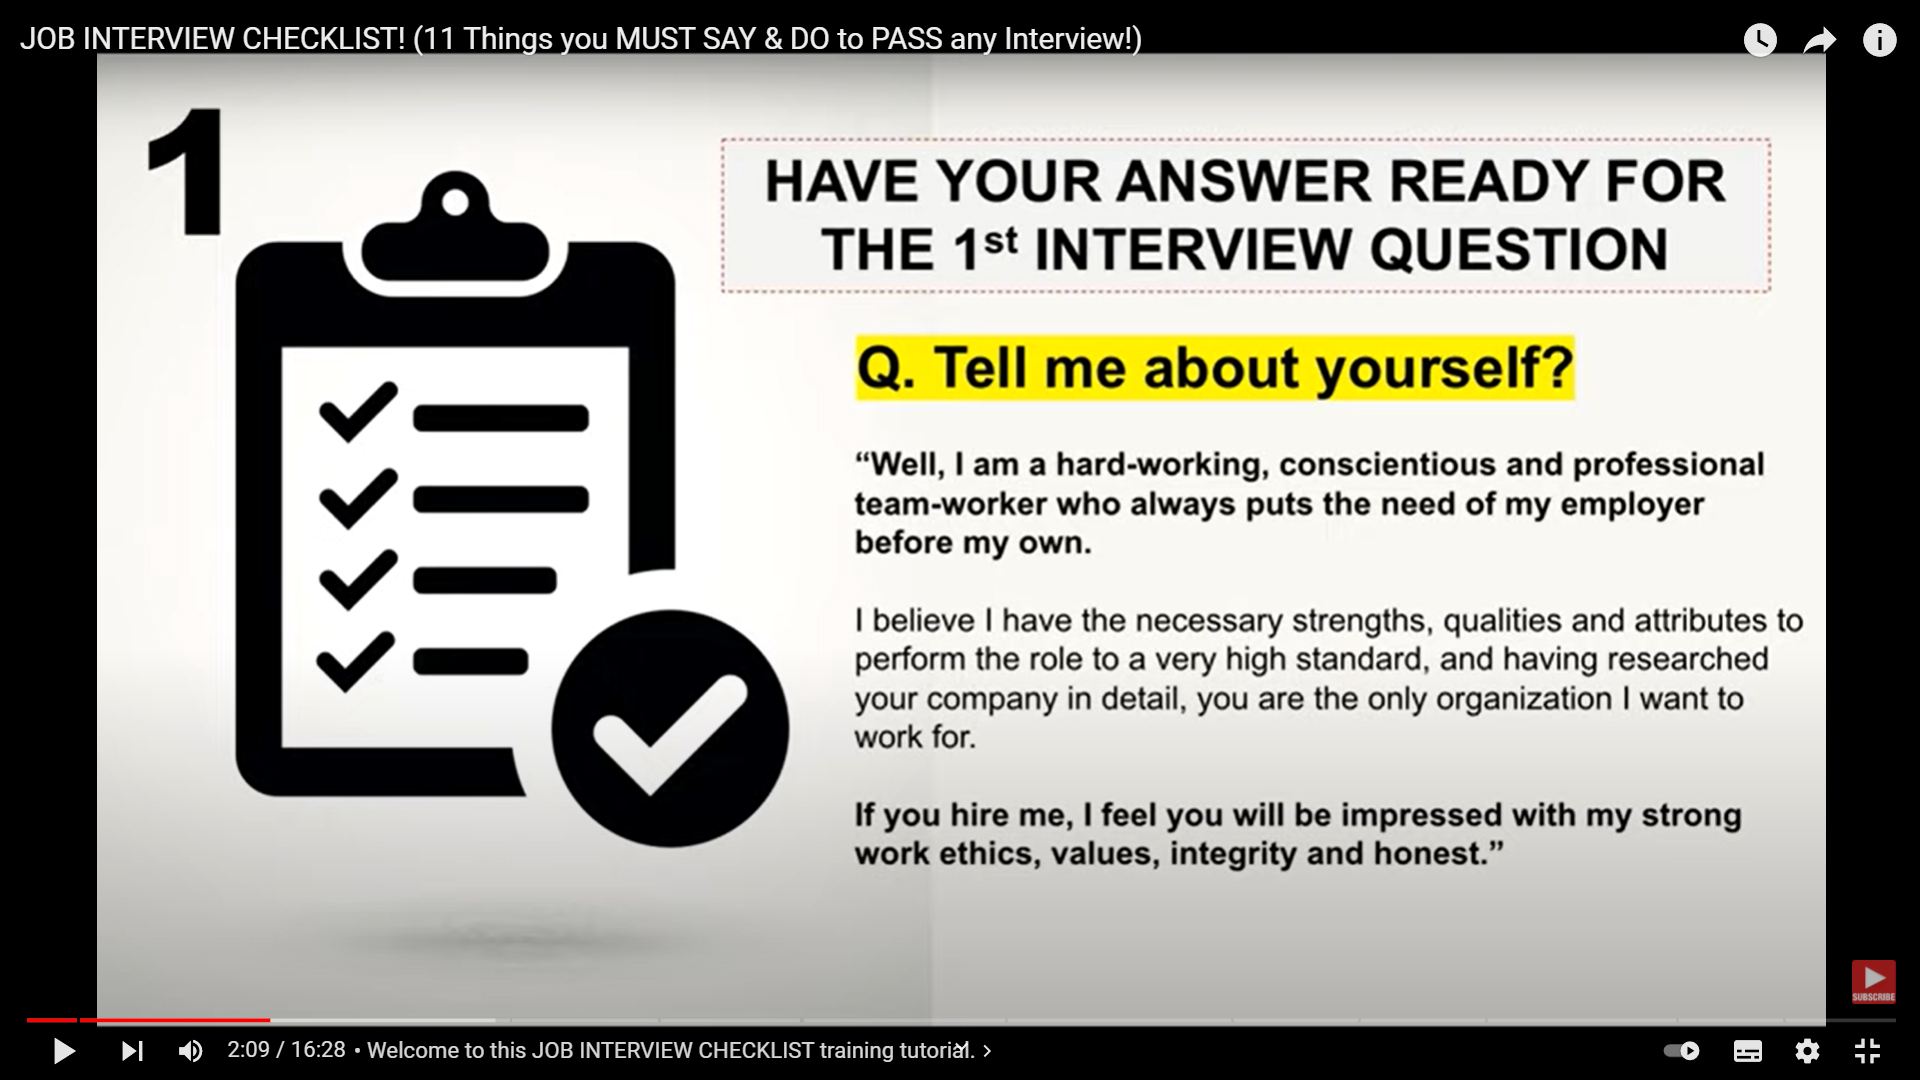 JOB INTERVIEW CHECKLIST! (11 Things you MUST SAY & DO to PASS any Interview!)
1
HAVE YOUR ANSWER READY FOR
THE 1st INTERVIEW QUESTION
Q. Tell me about yourself?
“Well, I am a hard-working, conscientious and professional
team-worker who always puts the need of my employer
before my own.
I believe I have the necessary strengths, qualities and attributes to
perform the role to a very high standard, and having researched
your company in detail, you are the only organization I want to
work for.
If you hire me, I feel you will be impressed with my strong
work ethics, values, integrity and honest.”
SUBSCRIBE
2:09 / 16:28 • Welcome to this JOB INTERVIEW CHECKLIST training tutorial.